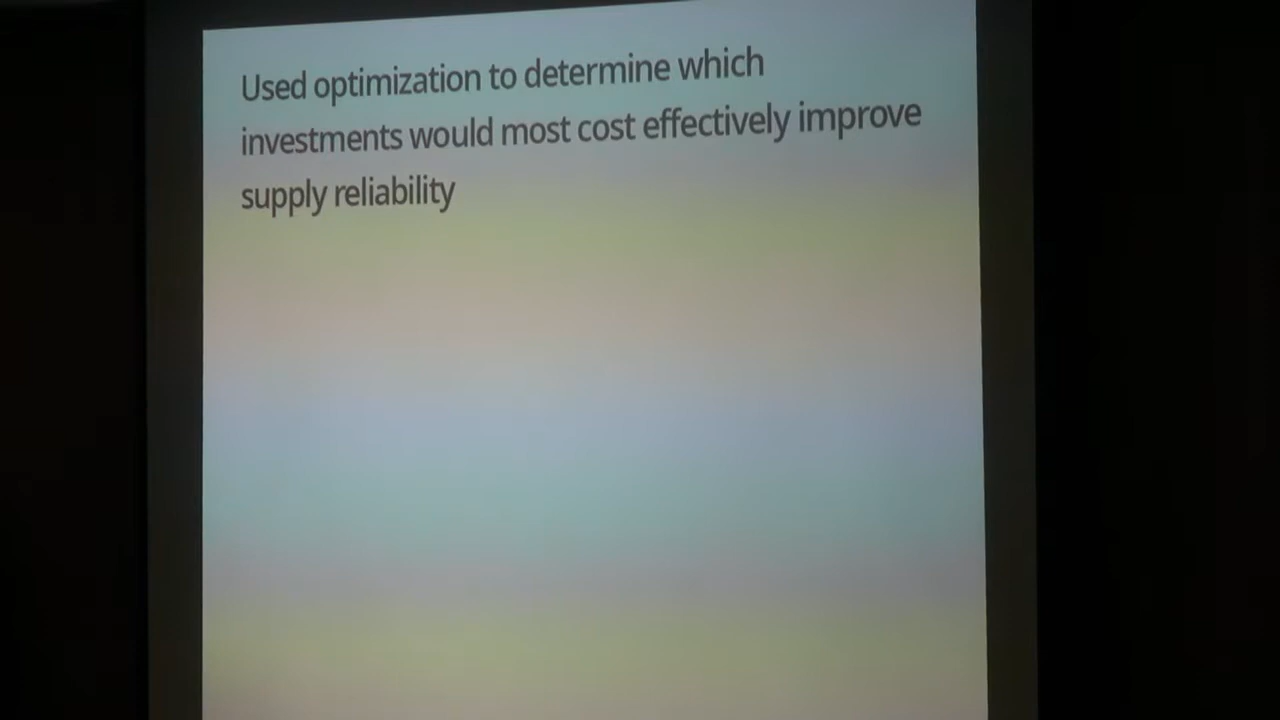 Used optimization to determine which
investments would most cost effectively improve
supply reliability